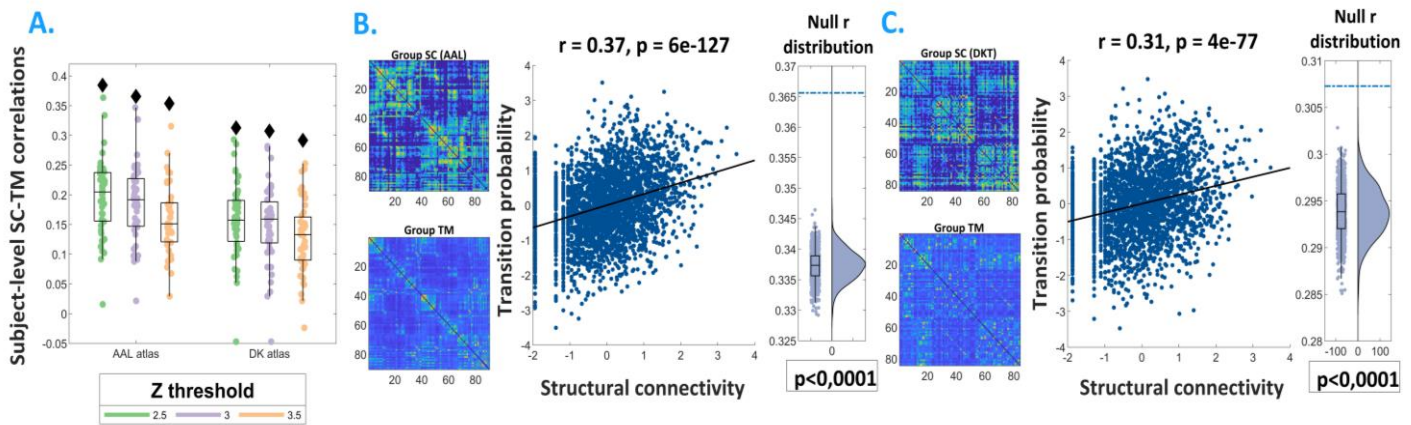 A.
Subject-level SC-TM correlations
0.4
0.35
0.3
0.25
0.2
0.15
0.1
0.05
0
-0.05
AAL atlas
DK atlas
Z threshold
2.5 3 3.5
B.
Group SC (AAL)
20
40
60
80
20 40 60 80
Group TM
20
40
60
80
20 40 60 80
r = 0.37, p = 6e-127
Transition probability
5
4
3
2
1
0
-1
-2
-3
-4
-2 -1 0 1 2 3 4
Structural connectivity
Null r
distribution
0.37
0.365
0.36
0.355
0.35
0.345
0.34
0.335
0.33
0.325
0
p<0,0001
C.
Group SC (DKT)
20
40
60
80
20 40 60 80
Group TM
20
40
60
80
20 40 60 80
r = 0.31, p = 4e-77
Transition probability
5
4
3
2
1
0
-1
-2
-3
-4
-2 -1 0 1 2 3 4
Structural connectivity
Null r
distribution
0.31
0.305
0.3
0.295
0.29
0.285
0.28
-100 0 100
p<0,0001